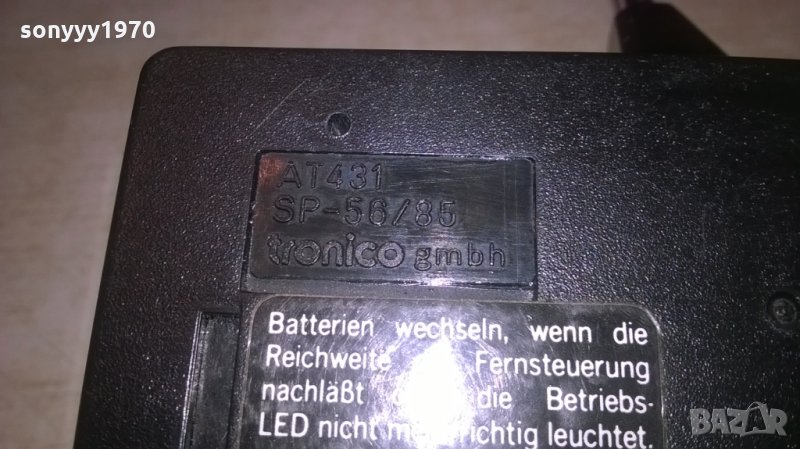 sonyyy1970
AT431
SP-56/85
tronico gmbh
Batterien wechseln, wenn die
Reichweite Fernsteuerung
nachläßt die Betriebs-
LED nicht richtig leuchtet.
BAZAR